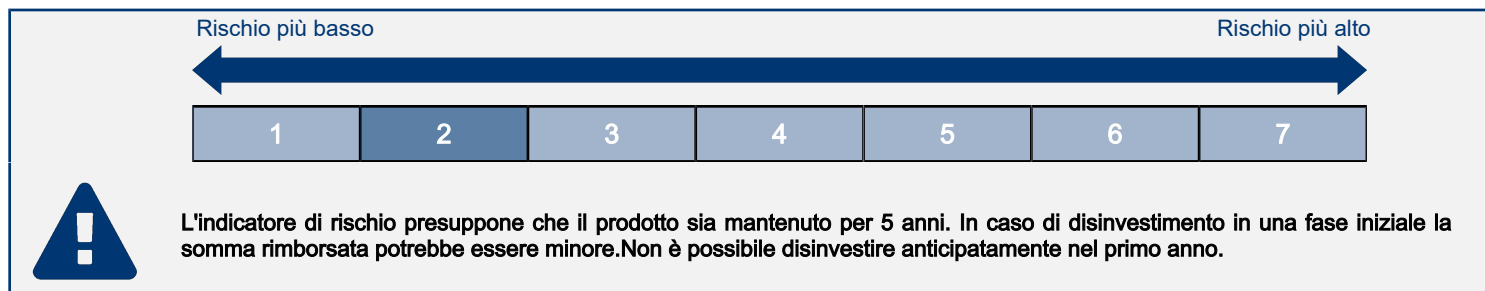 Rischio più basso Rischio più alto
1 2 3 4 5 6 7
L'indicatore di rischio presuppone che il prodotto sia mantenuto per 5 anni. In caso di disinvestimento in una fase iniziale la
somma rimborsata potrebbe essere minore.Non è possibile disinvestire anticipatamente nel primo anno.